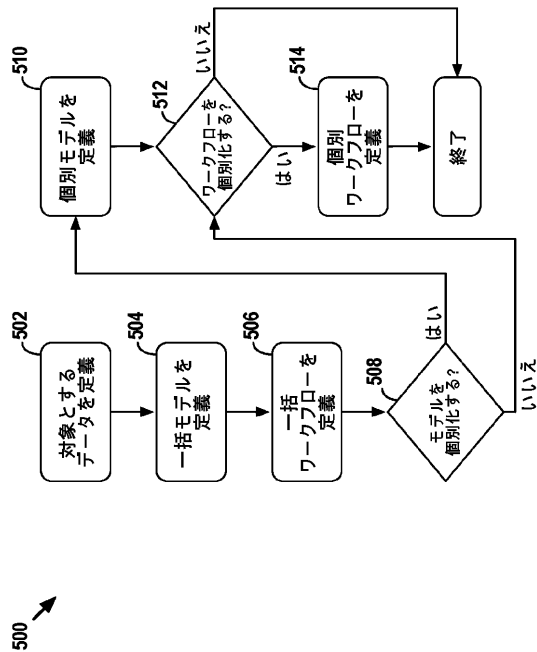 500
502
対象とする
データを定義
504
一括モデルを
定義
506
一括
ワークフローを
定義
508
モデルを
個別化する?
はい
いいえ
510
個別モデルを
定義
512
ワークフローを
個別化する?
いいえ
はい
514
個別
ワークフローを
定義
終了